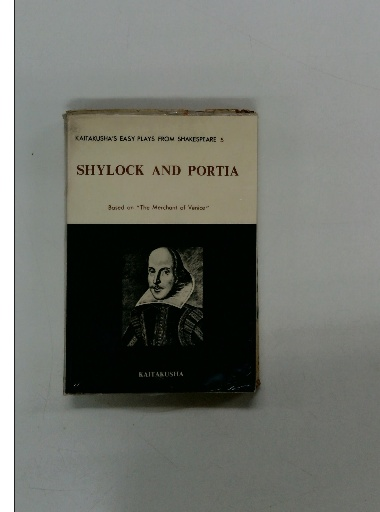 KAITAKUSHA'S EASY PLAYS FROM SHAKESPEARE 5
SHYLOCK AND PORTIA
Based on "The Merchant of Venice"
KAITAKUSHA